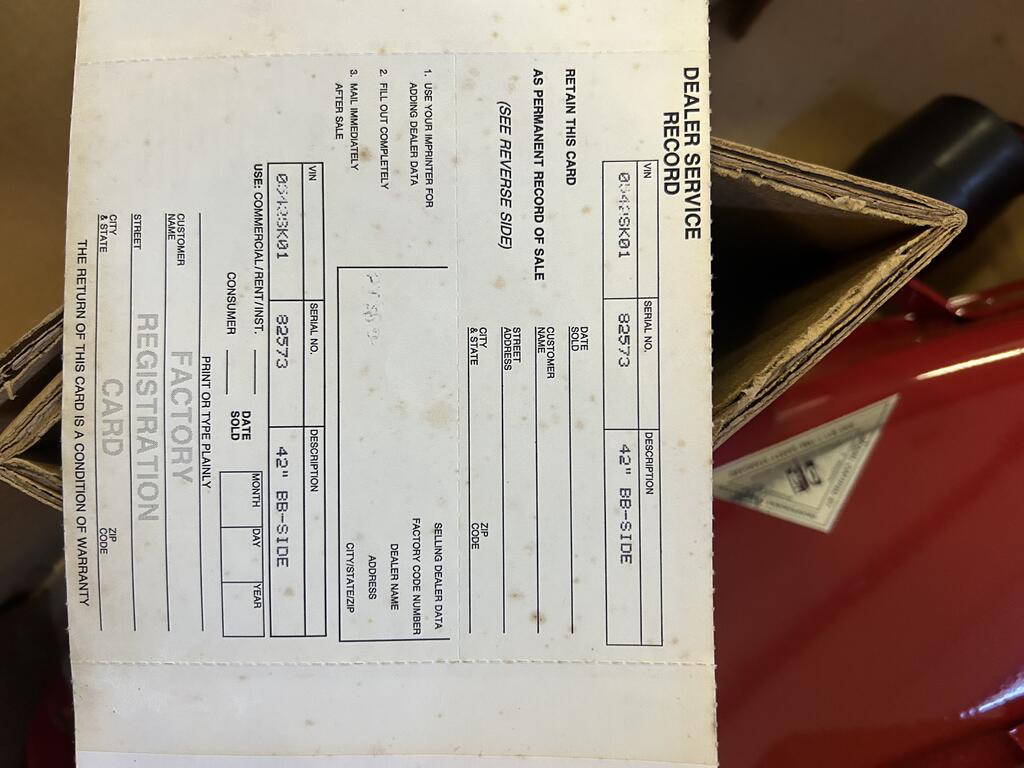 DEALER SERVICE
RECORD
VIN SERIAL NO. DESCRIPTION
82573 42" BB-SIDE
RETAIN THIS CARD
AS PERMANENT RECORD OF SALE
(SEE REVERSE SIDE)
DATE
SOLD
CUSTOMER
NAME
STREET
ADDRESS
CITY
& STATE
ZIP
CODE
1. USE YOUR IMPRINTER FOR
ADDING DEALER DATA
2. FILL OUT COMPLETELY
3. MAIL IMMEDIATELY
AFTER SALE
SELLING DEALER DATA
FACTORY CODE NUMBER
DEALER NAME
ADDRESS
CITY/STATE/ZIP
VIN SERIAL NO. DESCRIPTION
82573 42" BB-SIDE
USE: COMMERCIAL/RENT/INST.
CONSUMER
DATE
SOLD
MONTH DAY YEAR
PRINT OR TYPE PLAINLY
CUSTOMER
NAME
STREET
CITY
& STATE
ZIP
CODE
FACTORY
REGISTRATION
CARD
THE RETURN OF THIS CARD IS A CONDITION OF WARRANTY